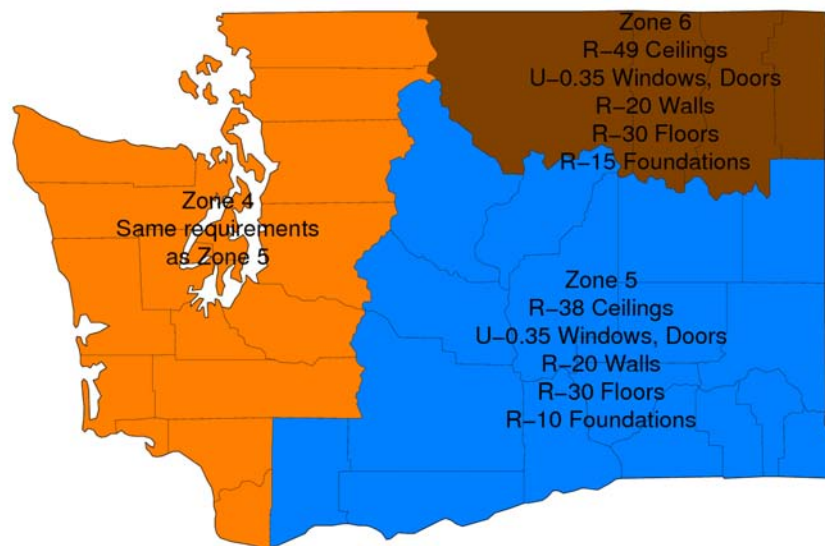 Zone 6
R−49 Ceilings
U−0.35 Windows, Doors
R−20 Walls
R−30 Floors
R−15 Foundations
Zone 4
Same requirements
as Zone 5
Zone 5
R−38 Ceilings
U−0.35 Windows, Doors
R−20 Walls
R−30 Floors
R−10 Foundations